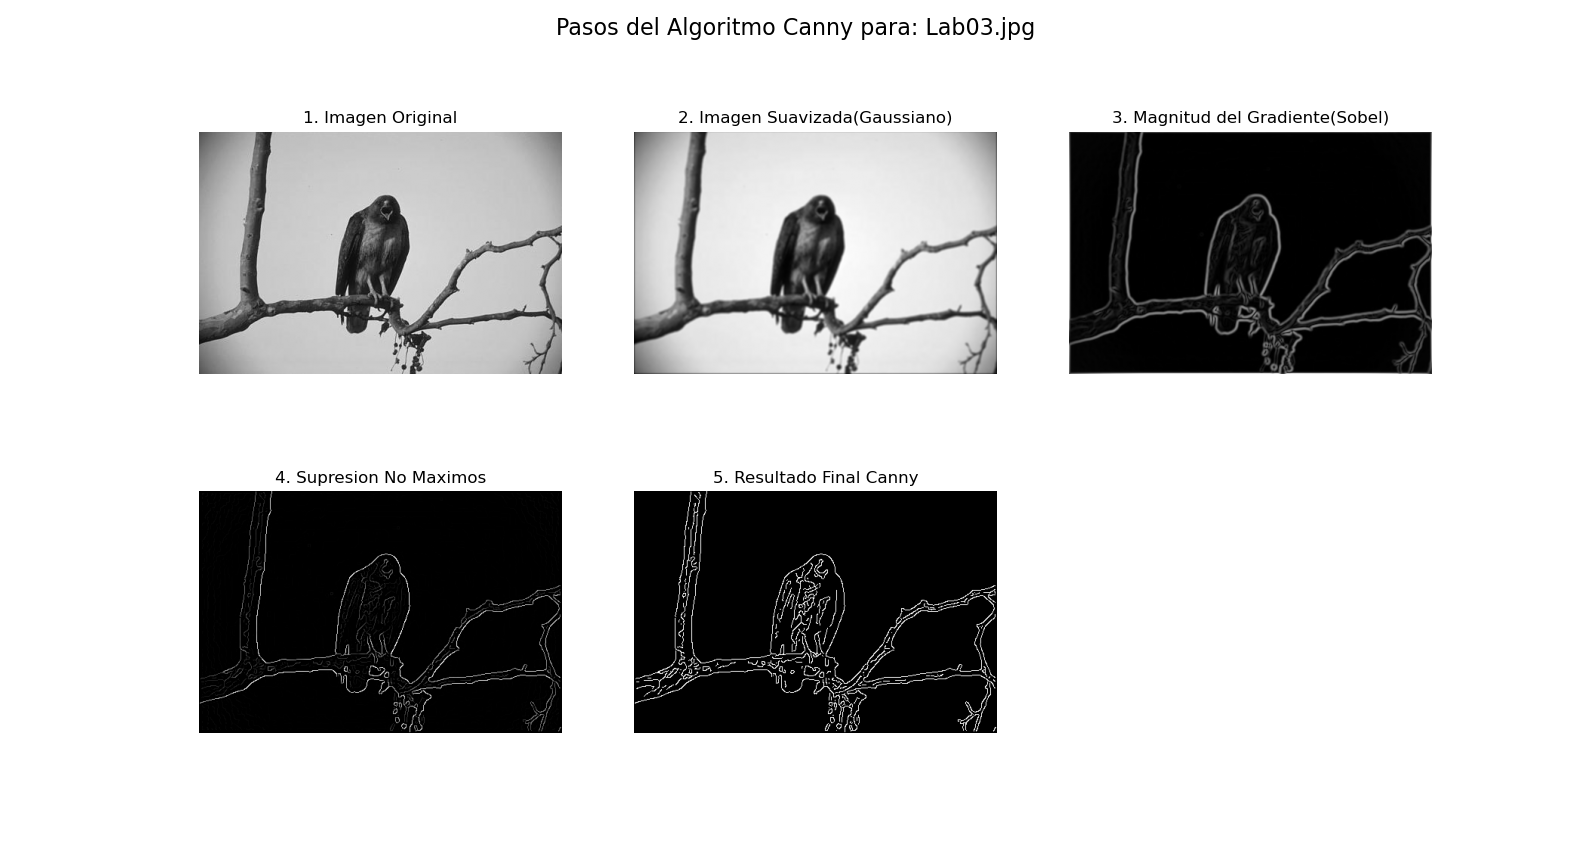 Pasos del Algoritmo Canny para: Lab03.jpg
1. Imagen Original
2. Imagen Suavizada(Gaussiano)
3. Magnitud del Gradiente(Sobel)
4. Supresion No Maximos
5. Resultado Final Canny